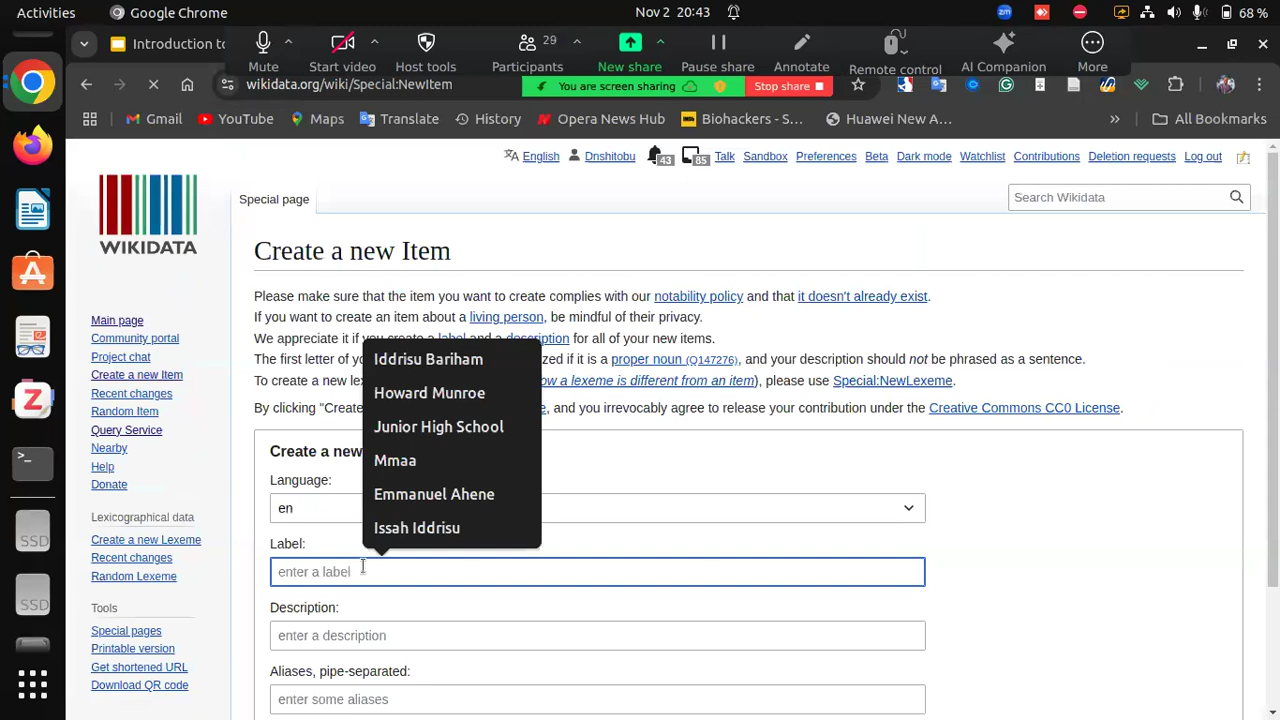 Activities
Google Chrome
Nov 2 20:43
zm
68 %
Introduction to
Mute
Start video
Host tools
29
Participants
New share
Pause share
Annotate
Remote control
AI Companion
More
wikidata.org/wiki/Special:NewItem
You are screen sharing
Stop share
Gmail
YouTube
Maps
Translate
History
Opera News Hub
Biohackers - S...
Huawei New A...
»
All Bookmarks
English
Dnshitobu
43
85
Talk
Sandbox
Preferences
Beta
Dark mode
Watchlist
Contributions
Deletion requests
Log out
WIKIDATA
Special page
Search Wikidata
Create a new Item
Please make sure that the item you want to create complies with our notability policy and that it doesn't already exist.
If you want to create an item about a living person, be mindful of their privacy.
We appreciate it if you create a label and a description for all of your new items.
The first letter of yo
ized if it is a proper noun (Q147276), and your description should not be phrased as a sentence.
To create a new lex
ow a lexeme is different from an item), please use Special:NewLexeme.
By clicking "Create
e, and you irrevocably agree to release your contribution under the Creative Commons CC0 License.
Iddrisu Bariham
Howard Munroe
Junior High School
Mmaa
Emmanuel Ahene
Issah Iddrisu
Create a new
Language:
en
Label:
enter a label
Description:
enter a description
Aliases, pipe-separated:
enter some aliases
Main page
Community portal
Project chat
Create a new Item
Recent changes
Random Item
Query Service
Nearby
Help
Donate
Lexicographical data
Create a new Lexeme
Recent changes
Random Lexeme
Tools
Special pages
Printable version
Get shortened URL
Download QR code